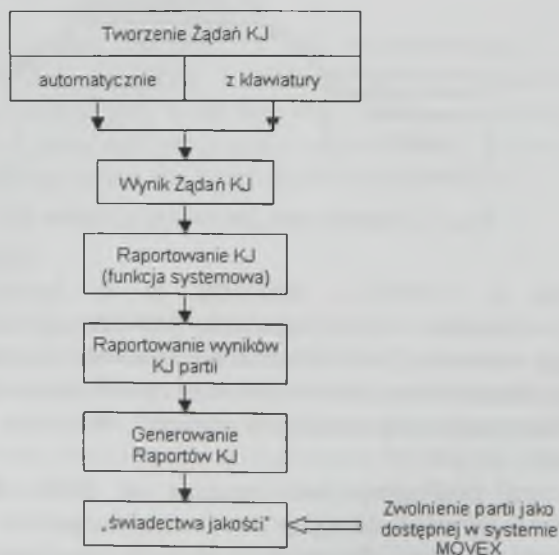 Tworzenie Żądań KJ
automatycznie
z klawiatury
Wynik Żądań KJ
Raportowanie KJ
(funkcja systemowa)
Raportowanie wyników
KJ partii
Generowanie
Raportów KJ
„świadectwa jakości”
Zwolnienie partii jako
dostępnej w systemie
MOVEX